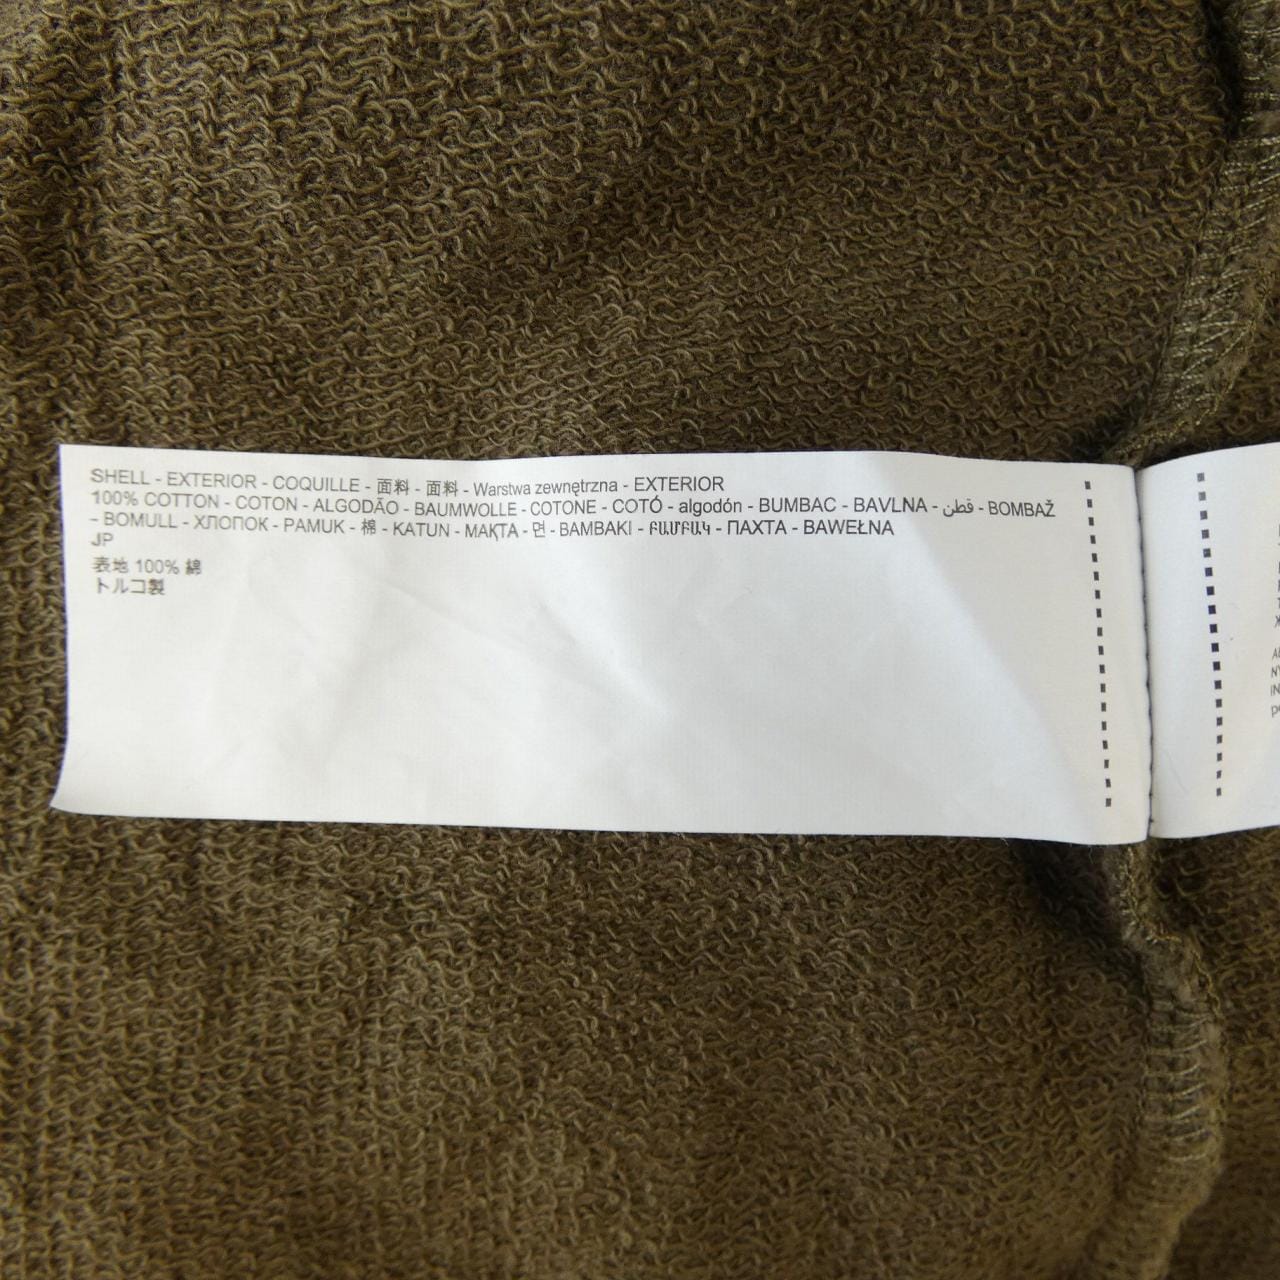 SHELL - EXTERIOR - COQUILLE - 面料 - 面料 - Warstwa zewnętrzna - EXTERIOR
100% COTTON - COTON - ALGODÃO - BAUMWOLLE - COTONE - COTÓ - algodón - BUMBAC - BAVLNA - قطن - BOMBAŽ
- BOMULL - ХЛОПОК - PAMUK - 棉 - KATUN - МАҚТА - 면 - BAMBAKI - ԲԱՄԲԱԿ - ПАХТА - BAWEŁNA
JP
表地 100% 綿
トルコ製